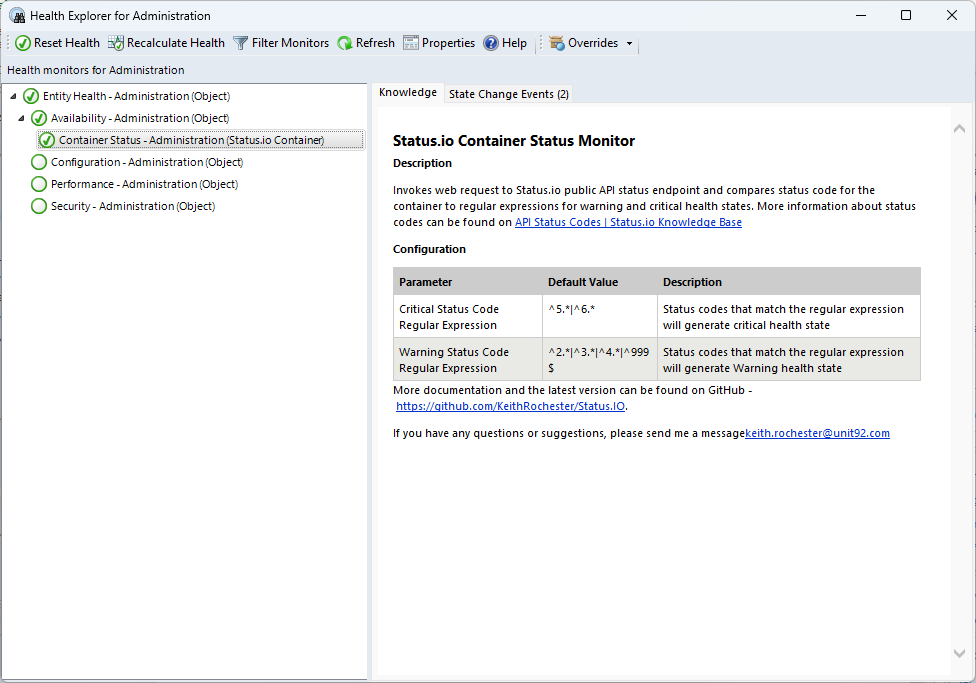 Health Explorer for Administration
Reset Health Recalculate Health Filter Monitors Refresh Properties Help Overrides
Health monitors for Administration
Entity Health - Administration (Object)
Availability - Administration (Object)
Container Status - Administration (Status.io Container)
Configuration - Administration (Object)
Performance - Administration (Object)
Security - Administration (Object)
Knowledge State Change Events (2)
Status.io Container Status Monitor
Description
Invokes web request to Status.io public API status endpoint and compares status code for the
container to regular expressions for warning and critical health states. More information about status
codes can be found on API Status Codes | Status.io Knowledge Base
Configuration
Parameter Default Value Description
Critical Status Code
Regular Expression
^5.*|^6.*
Status codes that match the regular expression
will generate critical health state
Warning Status Code
Regular Expression
^2.*|^3.*|^4.*|^999
$
Status codes that match the regular expression
will generate Warning health state
More documentation and the latest version can be found on GitHub -
https://github.com/KeithRochester/Status.IO.
If you have any questions or suggestions, please send me a messagekeith.rochester@unit92.com